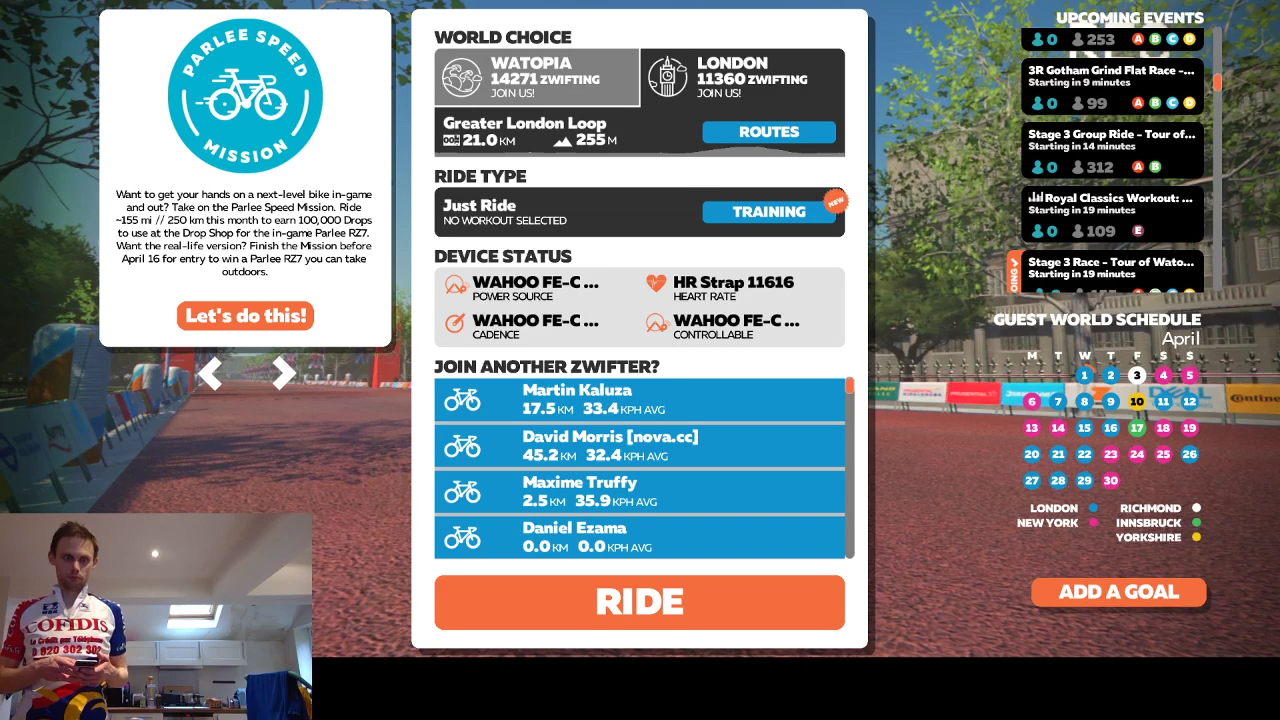 PARLEE SPEED
MISSION
Want to get your hands on a next-level bike in-game
and out? Take on the Parlee Speed Mission. Ride
~155 mi // 250 km this month to earn 100,000 Drops
to use at the Drop Shop for the in-game Parlee RZ7.
Want the real-life version? Finish the Mission before
April 16 for entry to win a Parlee RZ7 you can take
outdoors.
Let's do this!
WORLD CHOICE
WATOPIA
14271 ZWIFTING
JOIN US!
LONDON
11360 ZWIFTING
JOIN US!
Greater London Loop
21.0 KM 255 M
ROUTES
RIDE TYPE
Just Ride
NO WORKOUT SELECTED
TRAINING
NEW
DEVICE STATUS
WAHOO FE-C ...
POWER SOURCE
HR Strap 11616
HEART RATE
WAHOO FE-C ...
CADENCE
WAHOO FE-C ...
CONTROLLABLE
JOIN ANOTHER ZWIFTER?
Martin Kaluza
17.5 KM 33.4 KPH AVG
David Morris [nova.cc]
45.2 KM 32.4 KPH AVG
Maxime Truffy
2.5 KM 35.9 KPH AVG
Daniel Ezama
0.0 KM 0.0 KPH AVG
RIDE
UPCOMING EVENTS
0 253 A B C D
3R Gotham Grind Flat Race -...
Starting in 9 minutes
0 99 A B C D
Stage 3 Group Ride - Tour of...
Starting in 14 minutes
0 312 A B
Royal Classics Workout: ...
Starting in 19 minutes
0 109 E
Stage 3 Race - Tour of Wato...
Starting in 19 minutes
GUEST WORLD SCHEDULE
April
M T W T F S S
1 2 3 4 5
6 7 8 9 10 11 12
13 14 15 16 17 18 19
20 21 22 23 24 25 26
27 28 29 30
LONDON RICHMOND
NEW YORK INNSBRUCK
YORKSHIRE
ADD A GOAL
COFIDIS
Le Crédit par Téléphone
0 820 302 302